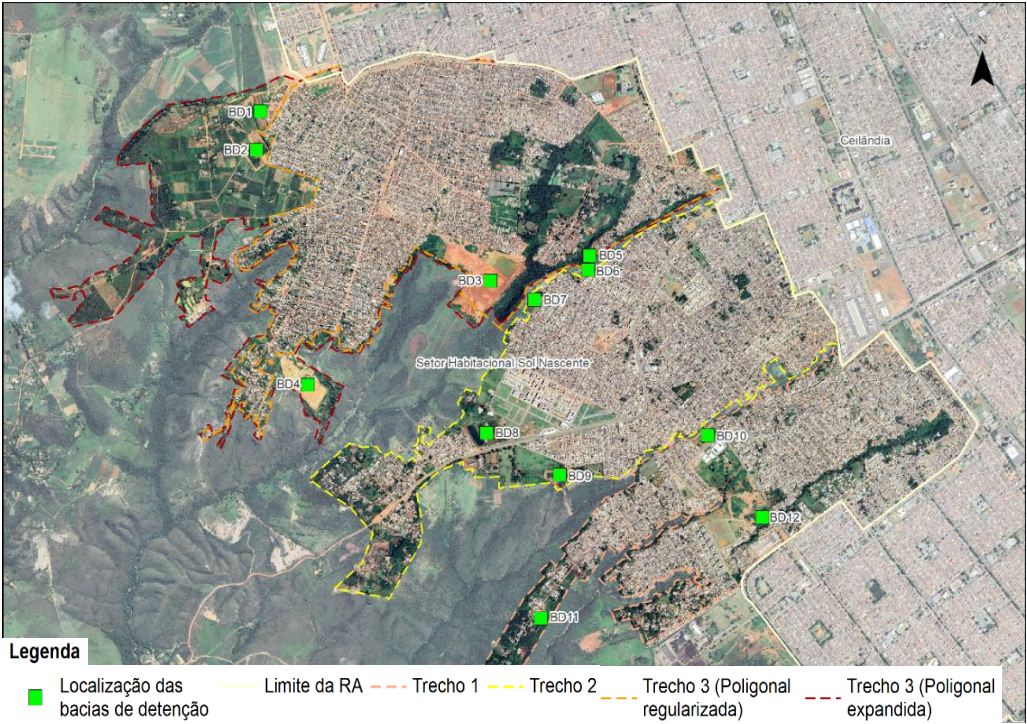 N
Ceilândia
BD1
BD2
BD5
BD6
BD3
BD7
Setor Habitacional Sol Nascente
BD4
BD8
BD10
BD9
BD12
BD11
Legenda
Localização das
bacias de detenção
Limite da RA
Trecho 1
Trecho 2
Trecho 3 (Poligonal
regularizada)
Trecho 3 (Poligonal
expandida)